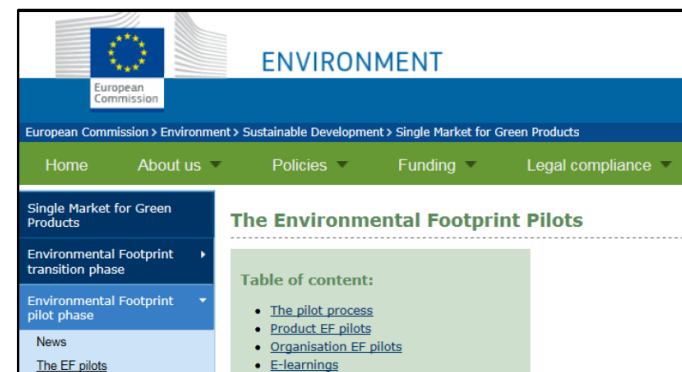 ENVIRONMENT
European
Commission
European Commission > Environment > Sustainable Development > Single Market for Green Products
Home About us Policies Funding Legal compliance
Single Market for Green
Products
Environmental Footprint
transition phase
Environmental Footprint
pilot phase
News
The EF pilots
The Environmental Footprint Pilots
Table of content:
The pilot process
Product EF pilots
Organisation EF pilots
E-learnings